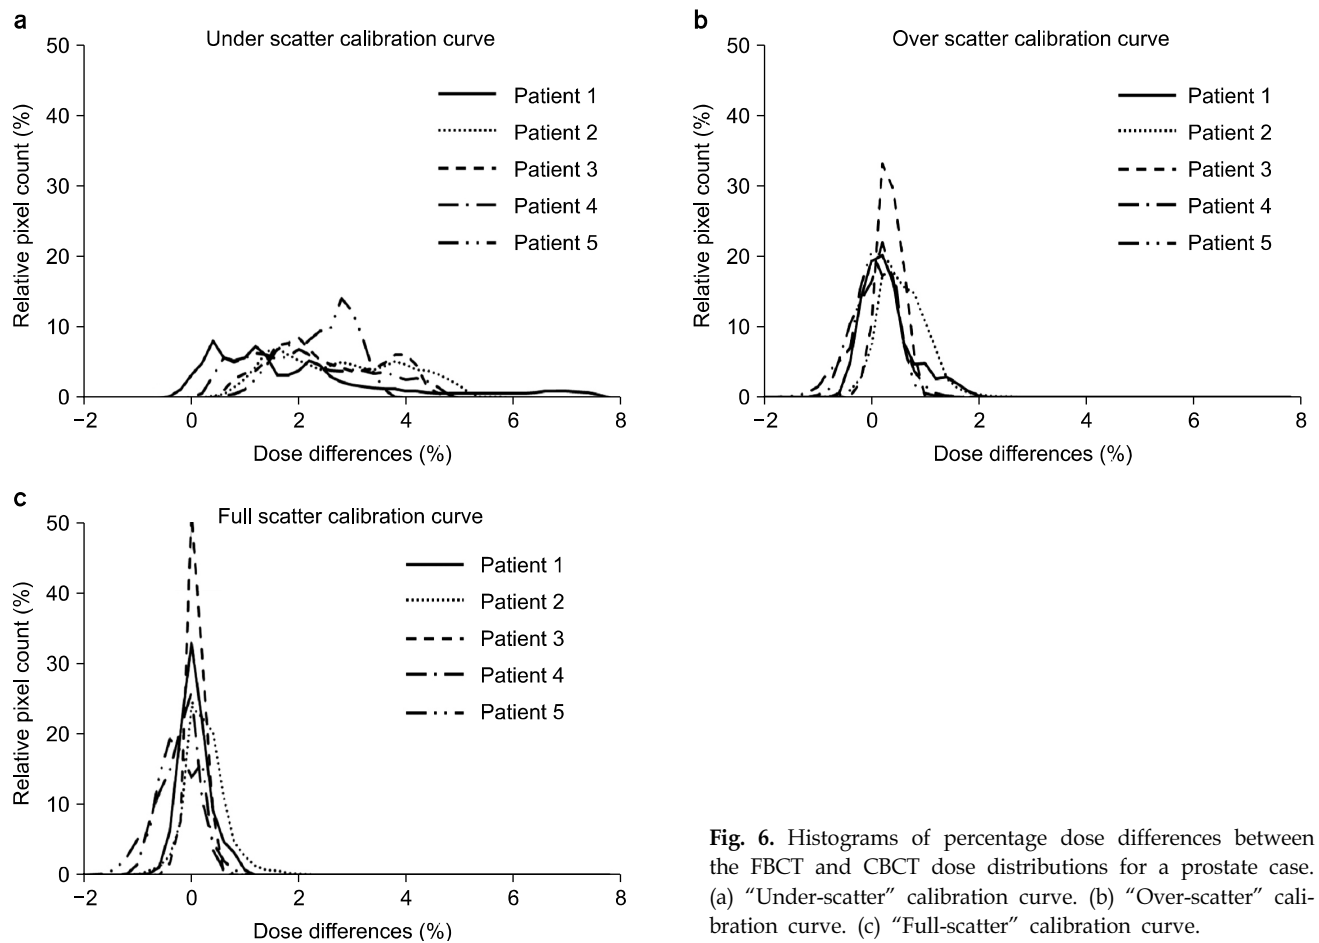 a
Under scatter calibration curve
50
40
30
20
10
0
Relative pixel count (%)
Patient 1
Patient 2
Patient 3
Patient 4
Patient 5
−2
0
2
4
6
8
Dose differences (%)
b
Over scatter calibration curve
50
40
30
20
10
0
Relative pixel count (%)
Patient 1
Patient 2
Patient 3
Patient 4
Patient 5
−2
0
2
4
6
8
Dose differences (%)
c
Full scatter calibration curve
50
40
30
20
10
0
Relative pixel count (%)
Patient 1
Patient 2
Patient 3
Patient 4
Patient 5
−2
0
2
4
6
8
Dose differences (%)
Fig. 6. Histograms of percentage dose differences between
the FBCT and CBCT dose distributions for a prostate case.
(a) “Under-scatter” calibration curve. (b) “Over-scatter” cali-
bration curve. (c) “Full-scatter” calibration curve.